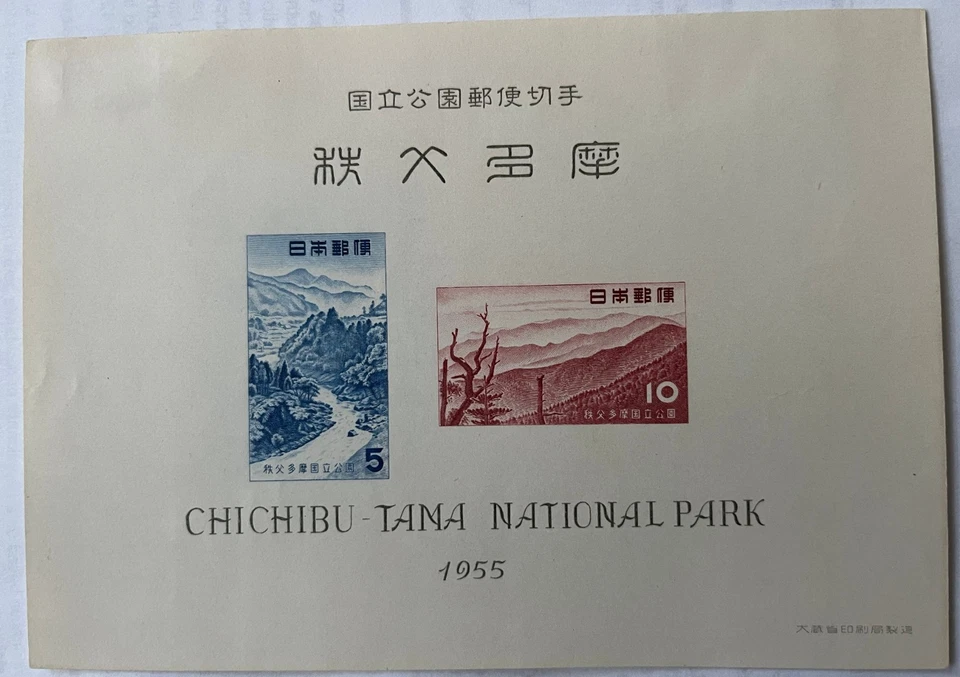 国立公園郵便切手
秩父多摩
日本郵便
秩父多摩国立公園 5
日本郵便
10
秩父多摩国立公園
CHICHIBU-TAMA NATIONAL PARK
1955
大蔵省印刷局製造